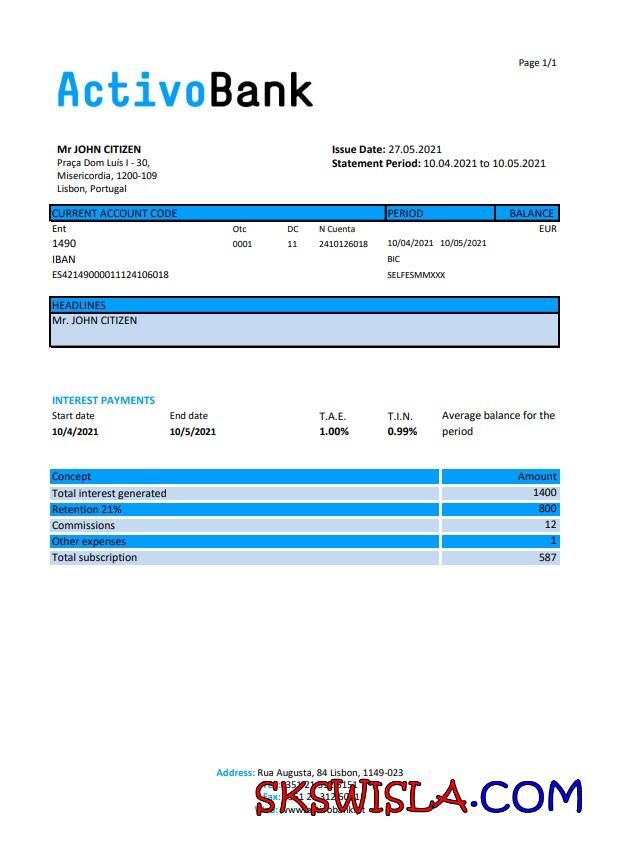 Page 1/1
ActivoBank
Mr JOHN CITIZEN
Praça Dom Luís I - 30,
Misericordia, 1200-109
Lisbon, Portugal
Issue Date: 27.05.2021
Statement Period: 10.04.2021 to 10.05.2021
CURRENT ACCOUNT CODE PERIOD BALANCE
Ent Otc DC N Cuenta EUR
1490 0001 11 2410126018 10/04/2021 10/05/2021
IBAN BIC
ES42149000011124106018 SELFESMMXXX
HEADLINES
Mr. JOHN CITIZEN
INTEREST PAYMENTS
Start date End date T.A.E. T.I.N. Average balance for the
10/4/2021 10/5/2021 1.00% 0.99% period
Concept Amount
Total interest generated 1400
Retention 21% 800
Commissions 12
Other expenses 1
Total subscription 587
Address: Rua Augusta, 84 Lisbon, 1149-023
SKSWISLA.COM